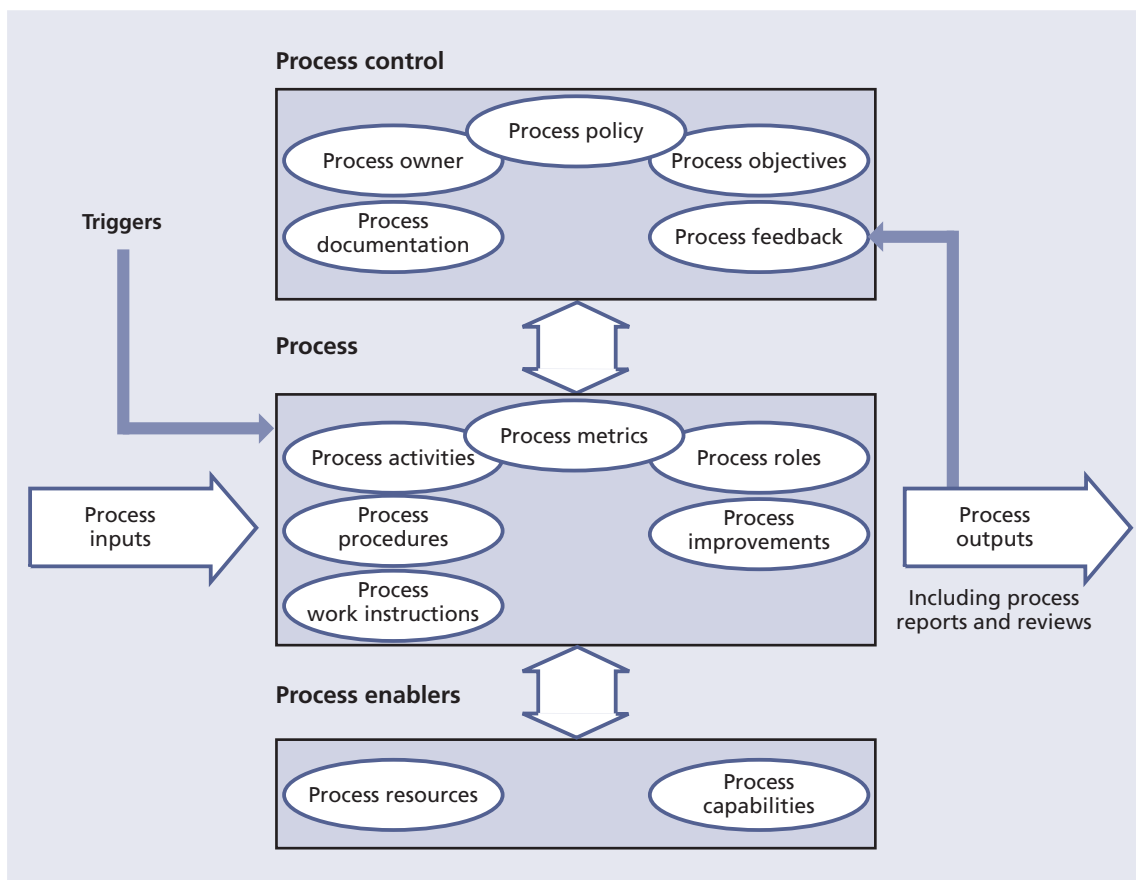 Process control
Process policy
Process owner
Process objectives
Process
documentation
Process feedback
Triggers
Process
Process metrics
Process activities
Process roles
Process
inputs
Process
procedures
Process
improvements
Process
outputs
Process
work instructions
Including process
reports and reviews
Process enablers
Process resources
Process
capabilities